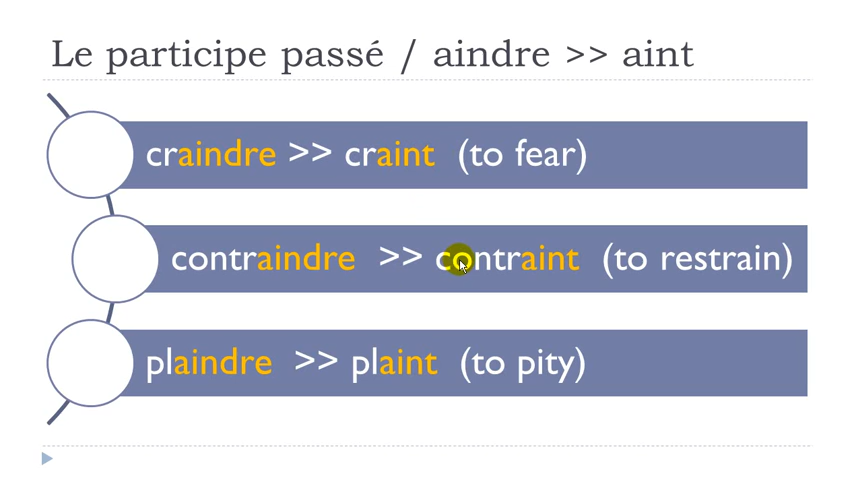 Le participe passé / aindre >> aint
craindre >> craint (to fear)
contraindre >> contraint (to restrain)
plaindre >> plaint (to pity)